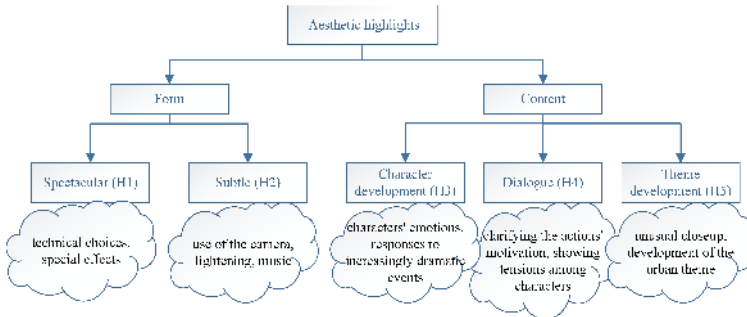 Aesthetic highlights
Form
Content
Spectacular (H1)
Subtle (H2)
Character
development (H3)
Dialogue (H4)
Theme
development (H5)
technical choices,
special effects
use of the camera,
lightening, music
characters' emotions,
responses to
increasingly dramatic
events
clarifying the actions'
motivation, showing
tensions among
characters
unusual closeup,
development of the
urban theme